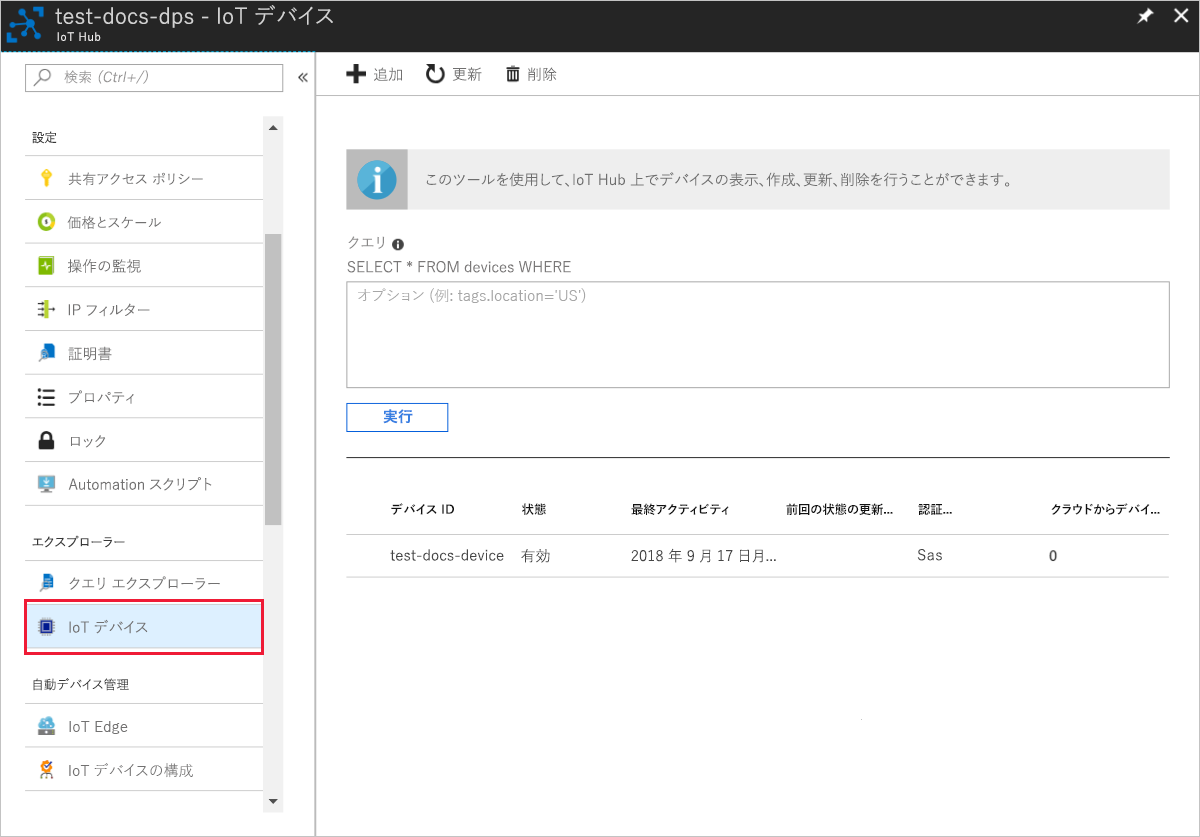 test-docs-dps - IoT デバイス
IoT Hub
検索 (Ctrl+/)
«
設定
共有アクセス ポリシー
価格とスケール
操作の監視
IP フィルター
証明書
プロパティ
ロック
Automation スクリプト
エクスプローラー
クエリ エクスプローラー
IoT デバイス
自動デバイス管理
IoT Edge
IoT デバイスの構成
追加 更新 削除
このツールを使用して、IoT Hub 上でデバイスの表示、作成、更新、削除を行うことができます。
クエリ
SELECT * FROM devices WHERE
オプション (例: tags.location='US')
実行
デバイス ID 状態 最終アクティビティ 前回の状態の更新... 認証... クラウドからデバイ...
test-docs-device 有効 2018 年 9 月 17 日月... Sas 0